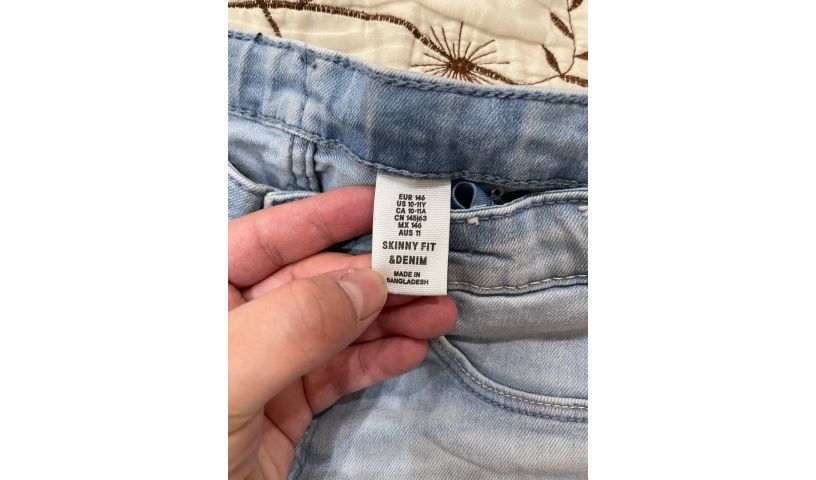 EUR 146
US 10-11Y
CA 10-11A
CN 146|63
MX 146
AUS 11
SKINNY FIT
&DENIM
MADE IN
BANGLADESH